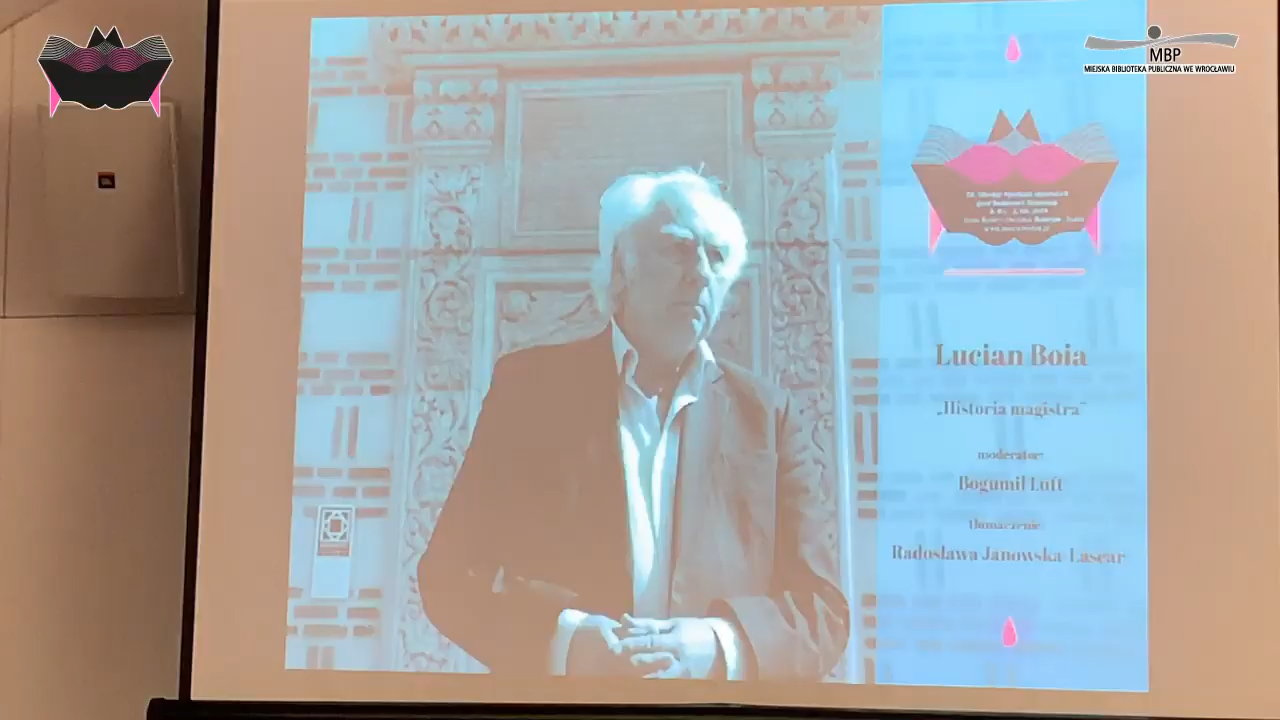 MBP
MIEJSKA BIBLIOTEKA PUBLICZNA WE WROCŁAWIU
Lucian Boia
„Historia magistra”
moderator:
Bogumił Luft
tłumaczenie:
Radosława Janowska-Lascar